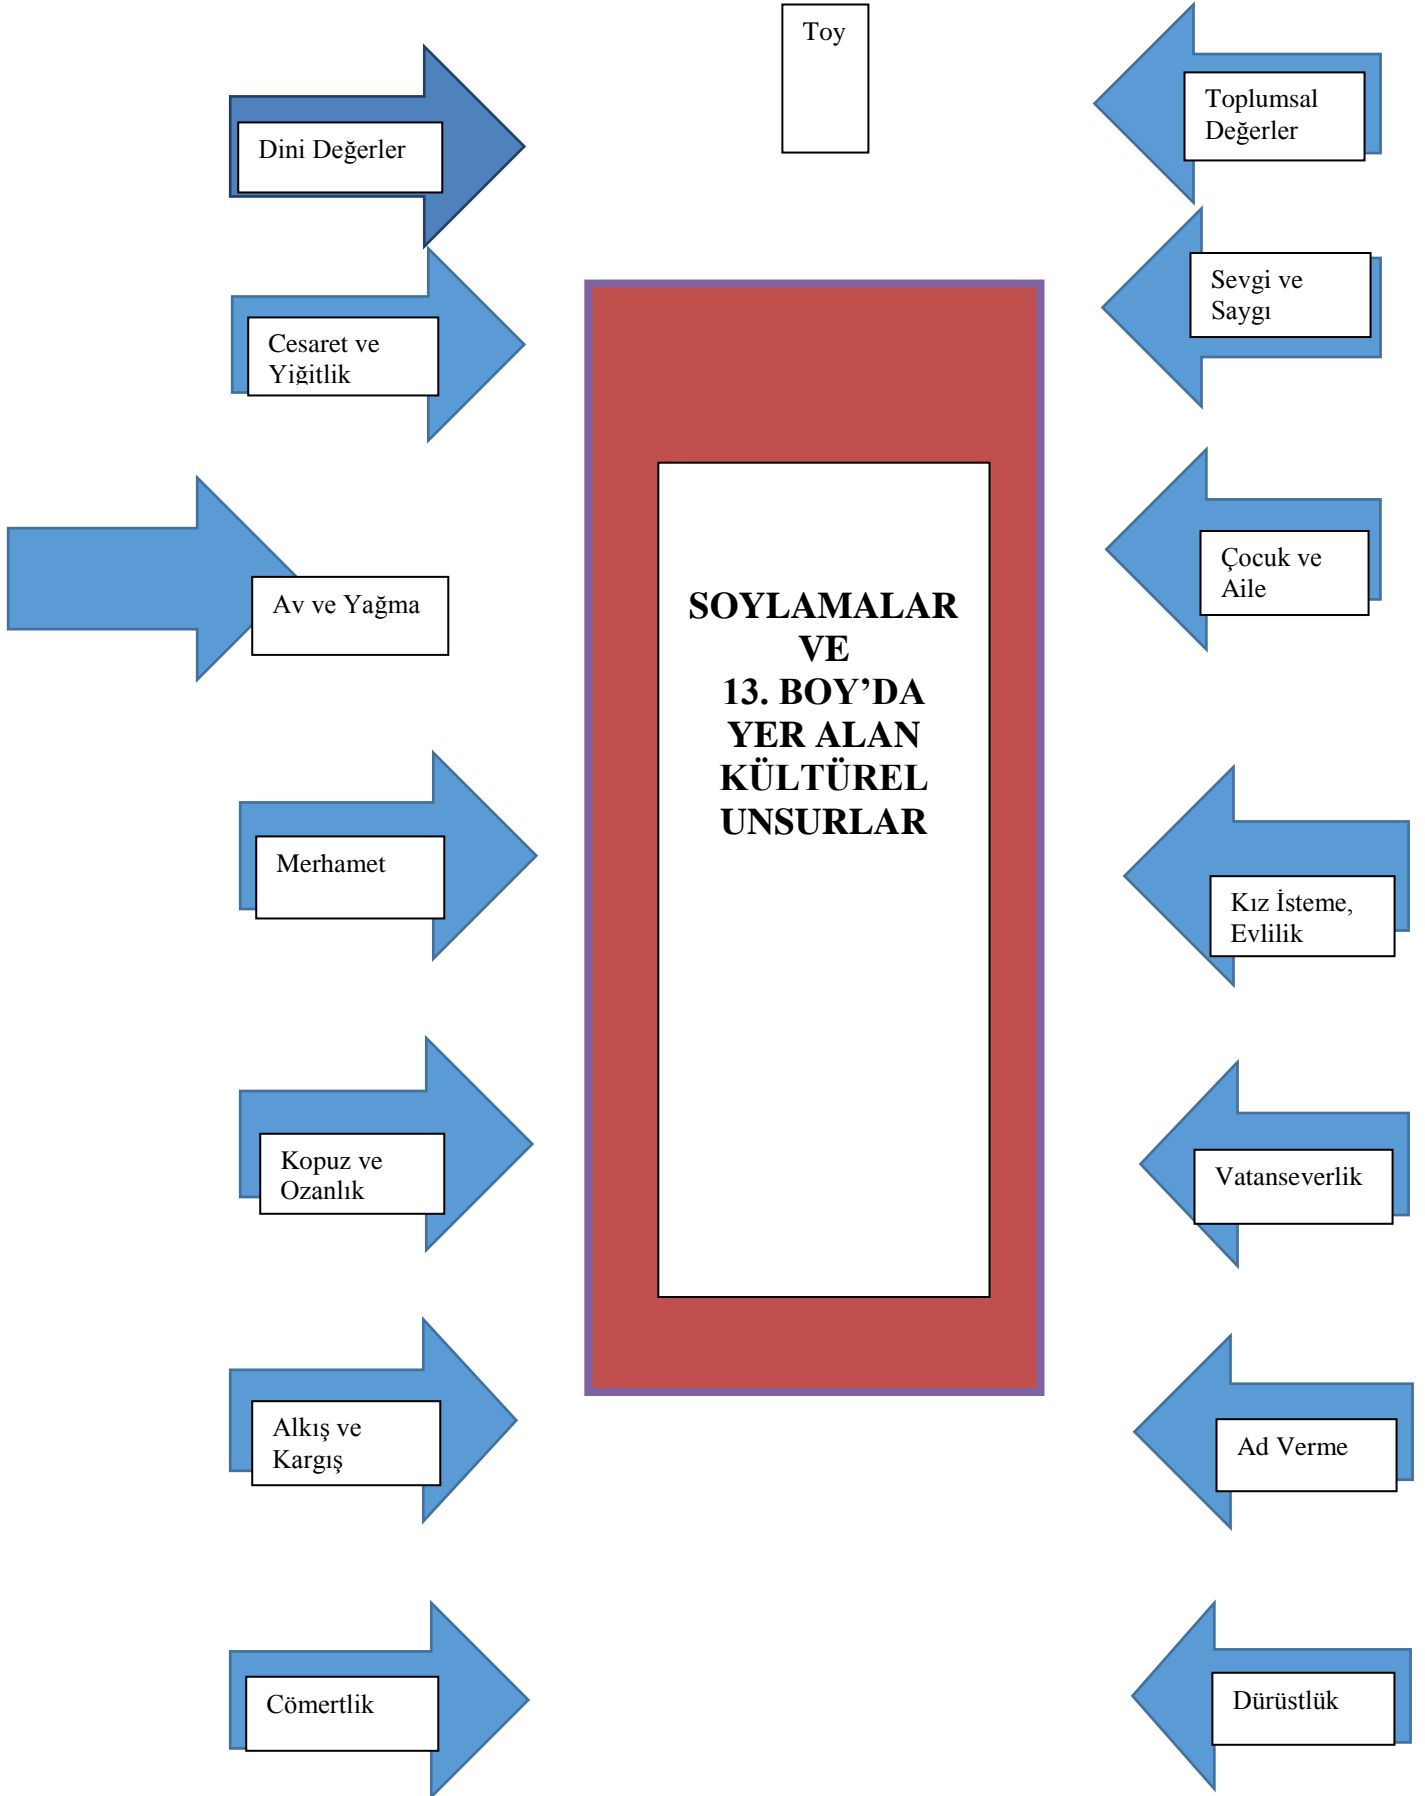 Toy
Dini Değerler
Toplumsal
Değerler
Cesaret ve
Yiğitlik
Sevgi ve
Saygı
Av ve Yağma
Çocuk ve
Aile
SOYLAMALAR
VE
13. BOY’DA
YER ALAN
KÜLTÜREL
UNSURLAR
Merhamet
Kız İsteme,
Evlilik
Kopuz ve
Ozanlık
Vatanseverlik
Alkış ve
Kargış
Ad Verme
Cömertlik
Dürüstlük